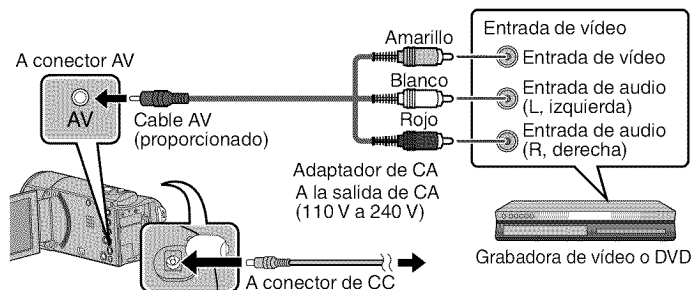 A conector AV
AV
Cable AV
(proporcionado)
Amarillo
Blanco
Rojo
Entrada de vídeo
Entrada de vídeo
Entrada de audio
(L, izquierda)
Entrada de audio
(R, derecha)
Adaptador de CA
A la salida de CA
(110 V a 240 V)
A conector de CC
Grabadora de vídeo o DVD